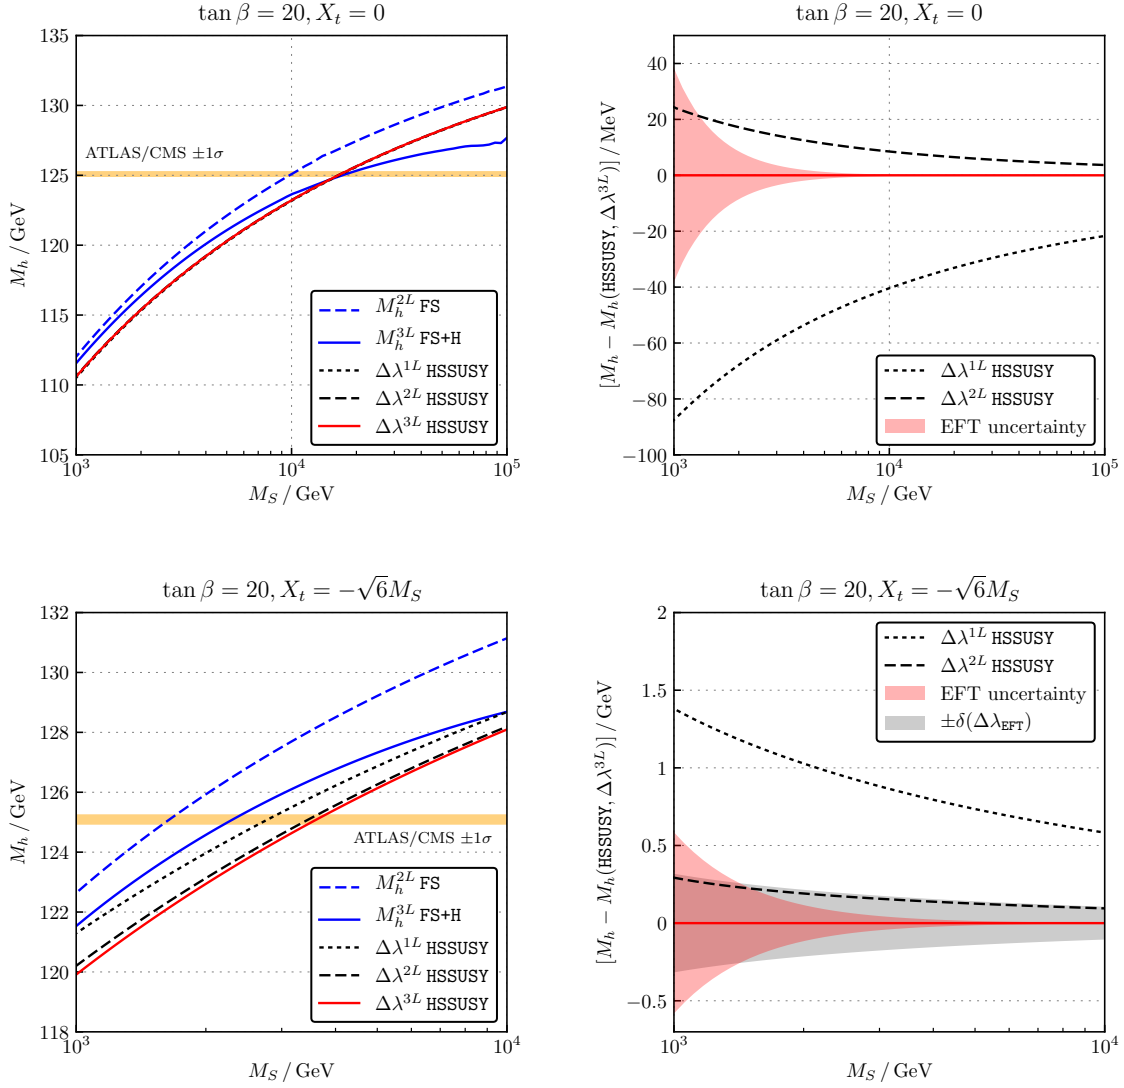 tan β = 20, X_t = 0
M_h / GeV
135
130
125
120
115
110
105
ATLAS/CMS ±1σ
M_h^{2L} FS
M_h^{3L} FS+H
Δλ^{1L} HSSUSY
Δλ^{2L} HSSUSY
Δλ^{3L} HSSUSY
10^3
10^4
10^5
M_S / GeV
tan β = 20, X_t = 0
[M_h − M_h(HSSUSY, Δλ^{3L})] / MeV
40
20
0
−20
−40
−60
−80
−100
Δλ^{1L} HSSUSY
Δλ^{2L} HSSUSY
EFT uncertainty
10^3
10^4
10^5
M_S / GeV
tan β = 20, X_t = −√6M_S
M_h / GeV
132
130
128
126
124
122
120
118
ATLAS/CMS ±1σ
M_h^{2L} FS
M_h^{3L} FS+H
Δλ^{1L} HSSUSY
Δλ^{2L} HSSUSY
Δλ^{3L} HSSUSY
10^3
10^4
M_S / GeV
tan β = 20, X_t = −√6M_S
[M_h − M_h(HSSUSY, Δλ^{3L})] / GeV
2
1.5
1
0.5
0
−0.5
Δλ^{1L} HSSUSY
Δλ^{2L} HSSUSY
EFT uncertainty
±δ(Δλ_{EFT})
10^3
10^4
M_S / GeV